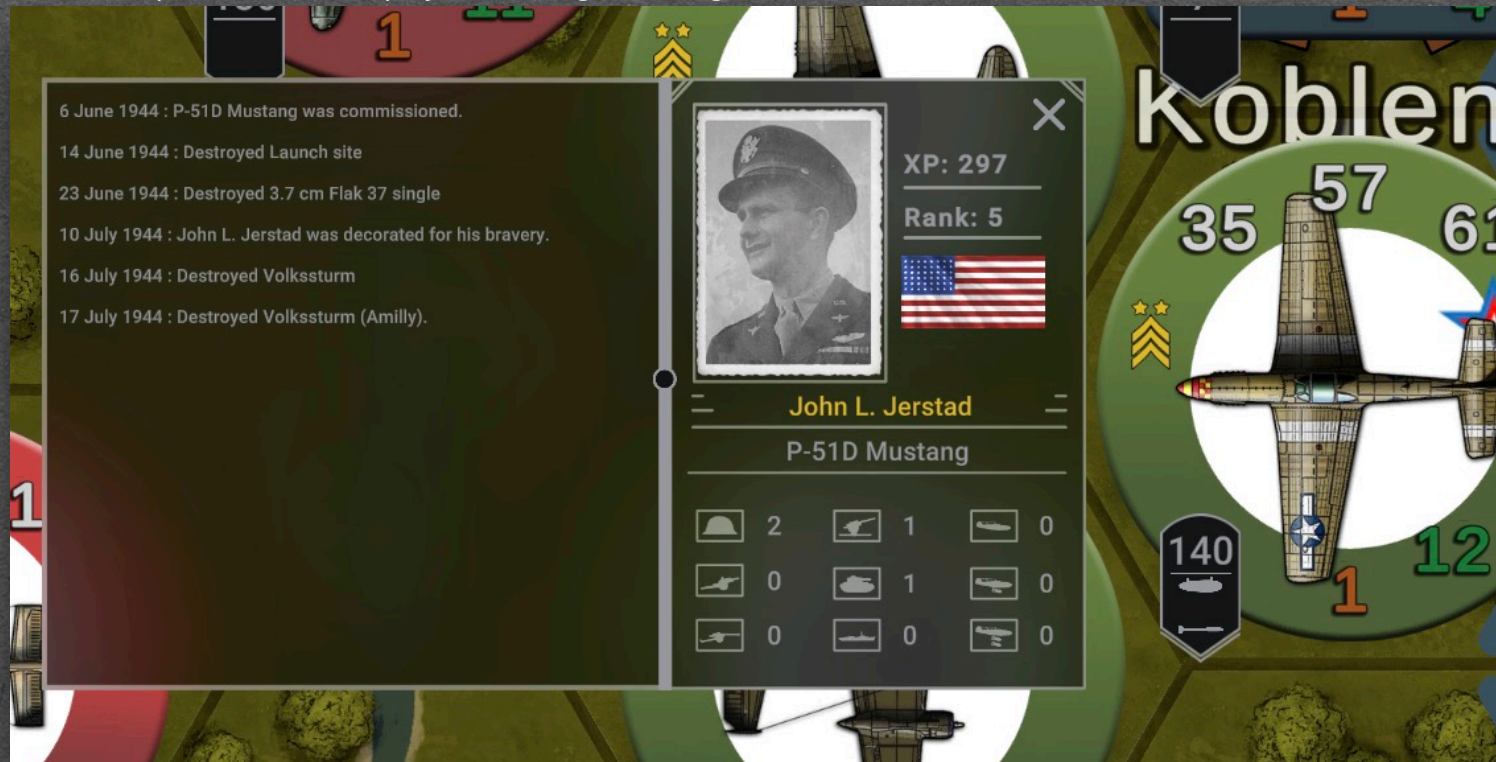 1
11
6 June 1944 : P-51D Mustang was commissioned.
14 June 1944 : Destroyed Launch site
23 June 1944 : Destroyed 3.7 cm Flak 37 single
10 July 1944 : John L. Jerstad was decorated for his bravery.
16 July 1944 : Destroyed Volkssturm
17 July 1944 : Destroyed Volkssturm (Amilly).
XP: 297
Rank: 5
John L. Jerstad
P-51D Mustang
2 1 0
0 1 0
0 0 0
Koblen
57
35 61
140
12
1
1